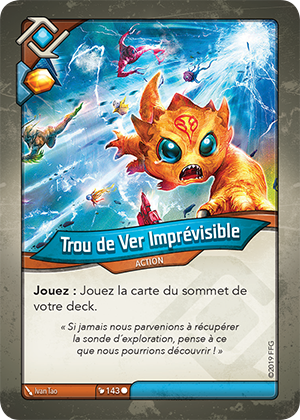 Trou de Ver Imprévisible
ACTION
Jouez : Jouez la carte du sommet de
votre deck.
« Si jamais nous parvenons à récupérer
la sonde d’exploration, pense à ce
que nous pourrions découvrir ! »
©2019 FFG
Ivan Tao
143